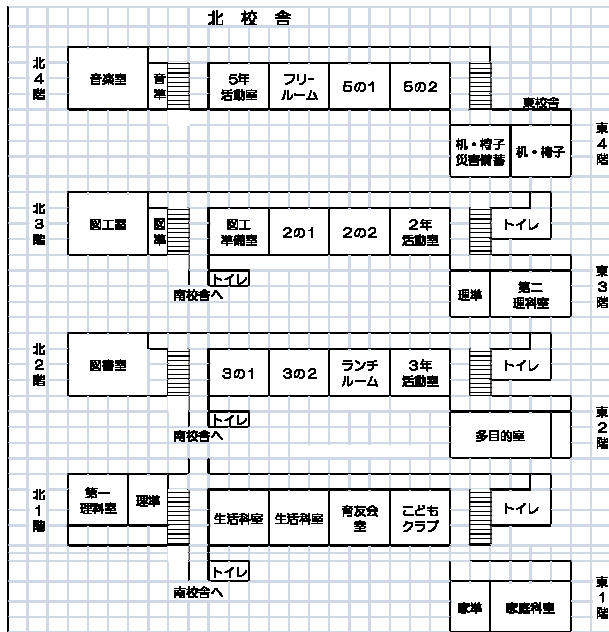 北 校 舎
北4階
音楽室
音準
5年
活動室
フリー
ルーム
5の1
5の2
東校舎
机・椅子
災害備蓄
机・椅子
東4階
北3階
図工室
図準
図工
準備室
2の1
2の2
2年
活動室
トイレ
トイレ
南校舎へ
理準
第二
理科室
東3階
北2階
図書室
3の1
3の2
ランチ
ルーム
3年
活動室
トイレ
トイレ
南校舎へ
多目的室
東2階
北1階
第一
理科室
理準
生活科室
生活科室
育友会
室
こども
クラブ
トイレ
トイレ
南校舎へ
家準
家庭科室
東1階